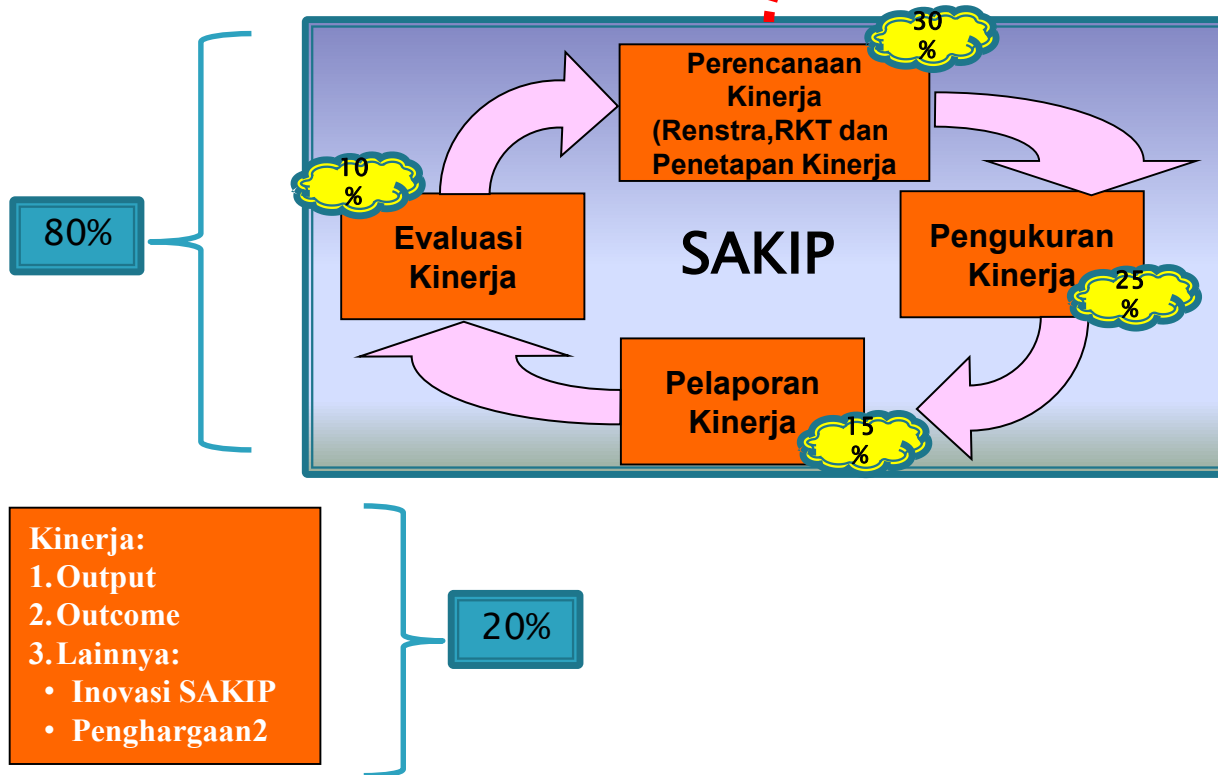 30
%
Perencanaan
Kinerja
(Renstra,RKT dan
Penetapan Kinerja
10
%
80%
Evaluasi
Kinerja
SAKIP
Pengukuran
Kinerja
25
%
Pelaporan
Kinerja
15
%
Kinerja:
1. Output
2. Outcome
3. Lainnya:
• Inovasi SAKIP
• Penghargaan2
20%